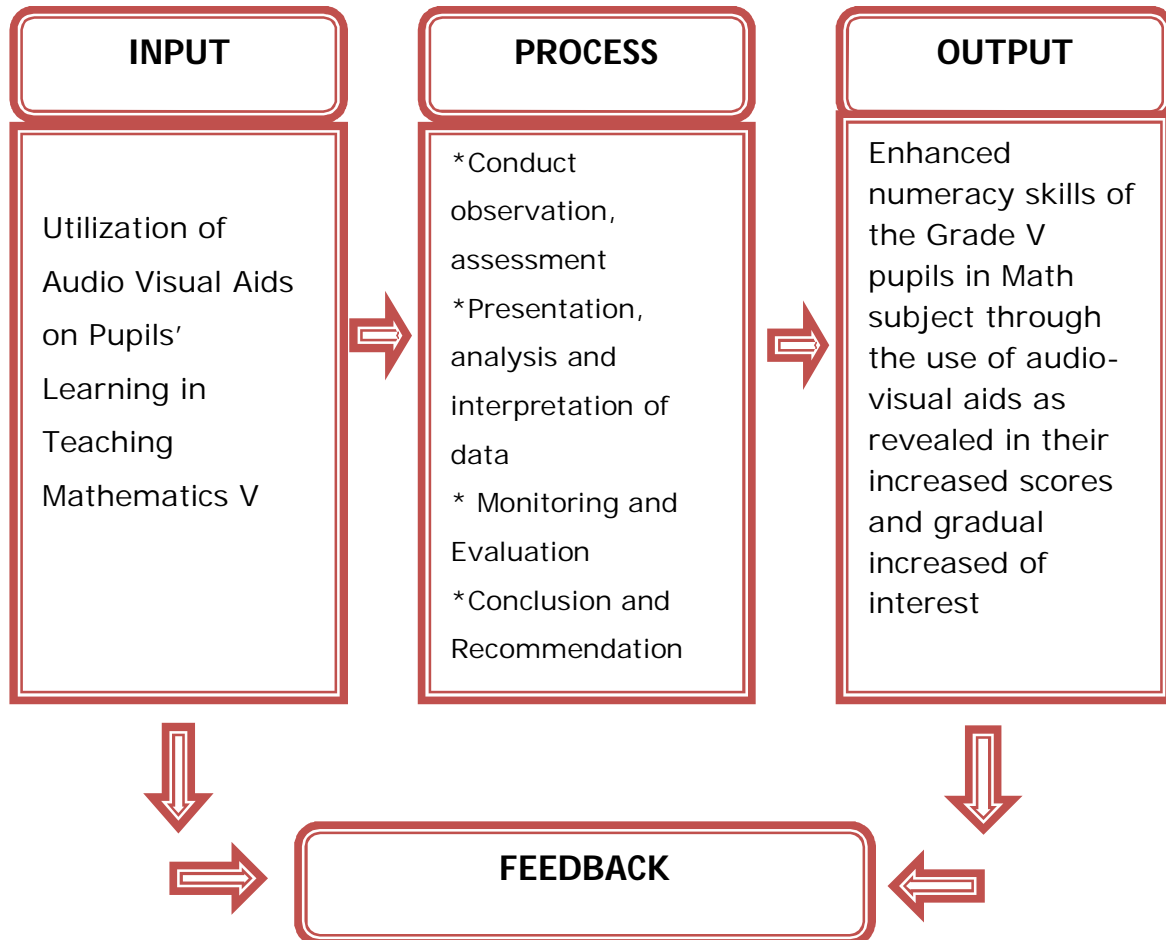 INPUT
Utilization of
Audio Visual Aids
on Pupils’
Learning in
Teaching
Mathematics V
PROCESS
*Conduct
observation,
assessment
*Presentation,
analysis and
interpretation of
data
* Monitoring and
Evaluation
*Conclusion and
Recommendation
OUTPUT
Enhanced
numeracy skills of
the Grade V
pupils in Math
subject through
the use of audio-
visual aids as
revealed in their
increased scores
and gradual
increased of
interest
FEEDBACK